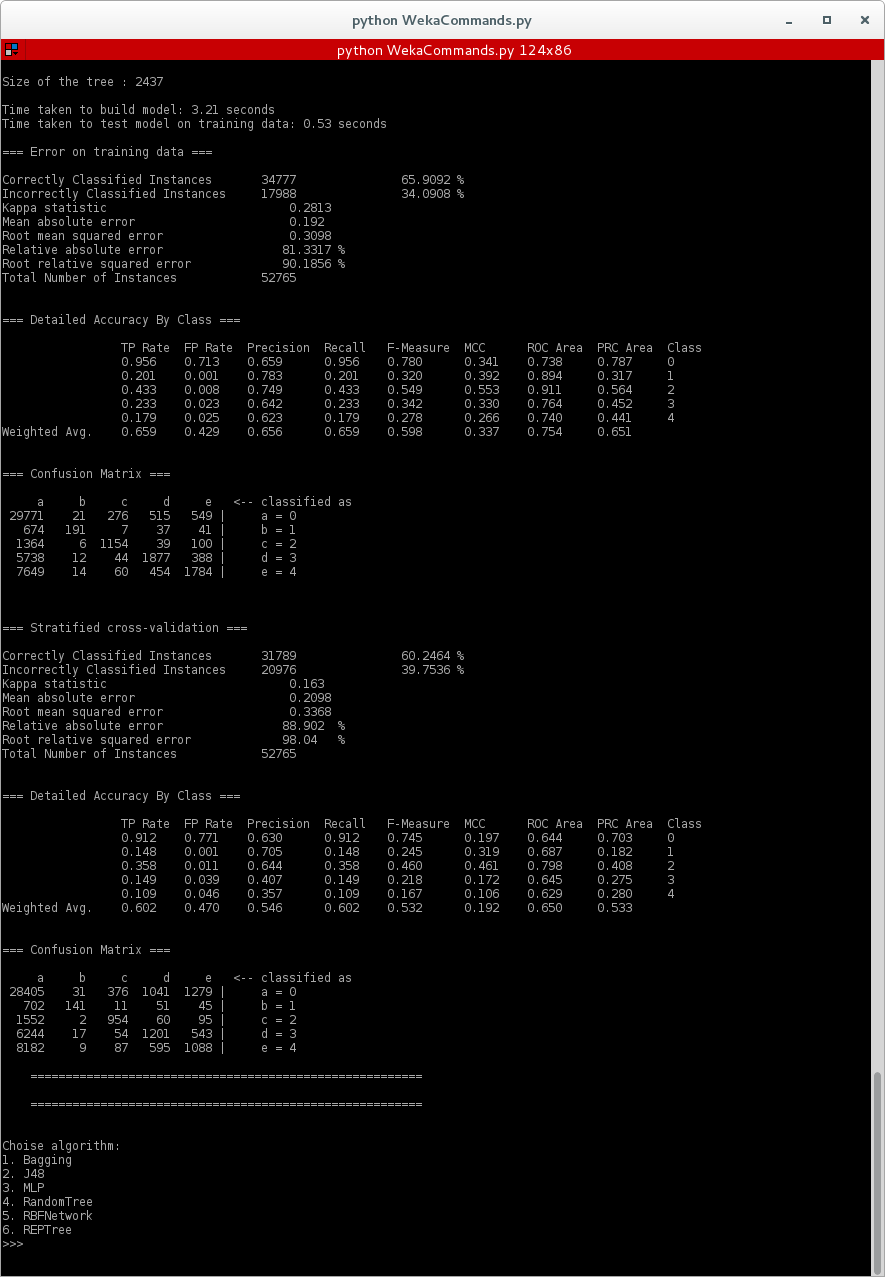 python WekaCommands.py
python WekaCommands.py 124x86
Size of the tree : 2437
Time taken to build model: 3.21 seconds
Time taken to test model on training data: 0.53 seconds
=== Error on training data ===
Correctly Classified Instances       34777               65.9092 %
Incorrectly Classified Instances     17988               34.0908 %
Kappa statistic                          0.2813
Mean absolute error                      0.192
Root mean squared error                  0.3098
Relative absolute error                 81.3317 %
Root relative squared error             90.1856 %
Total Number of Instances            52765
=== Detailed Accuracy By Class ===
                 TP Rate  FP Rate  Precision  Recall   F-Measure  MCC      ROC Area  PRC Area  Class
                 0.956    0.713    0.659      0.956    0.780      0.341    0.738     0.787     0
                 0.201    0.001    0.783      0.201    0.320      0.392    0.894     0.317     1
                 0.433    0.008    0.749      0.433    0.549      0.553    0.911     0.564     2
                 0.233    0.023    0.642      0.233    0.342      0.330    0.764     0.452     3
                 0.179    0.025    0.623      0.179    0.278      0.266    0.740     0.441     4
Weighted Avg.    0.659    0.429    0.656      0.659    0.598      0.337    0.754     0.651
=== Confusion Matrix ===
     a     b     c     d     e   <-- classified as
 29771    21   276   515   549 |     a = 0
   674   191     7    37    41 |     b = 1
  1364     6  1154    39   100 |     c = 2
  5738    12    44  1877   388 |     d = 3
  7649    14    60   454  1784 |     e = 4
=== Stratified cross-validation ===
Correctly Classified Instances       31789               60.2464 %
Incorrectly Classified Instances     20976               39.7536 %
Kappa statistic                          0.163
Mean absolute error                      0.2098
Root mean squared error                  0.3368
Relative absolute error                 88.902  %
Root relative squared error             98.04   %
Total Number of Instances            52765
=== Detailed Accuracy By Class ===
                 TP Rate  FP Rate  Precision  Recall   F-Measure  MCC      ROC Area  PRC Area  Class
                 0.912    0.771    0.630      0.912    0.745      0.197    0.644     0.703     0
                 0.148    0.001    0.705      0.148    0.245      0.319    0.687     0.182     1
                 0.358    0.011    0.644      0.358    0.460      0.461    0.798     0.408     2
                 0.149    0.039    0.407      0.149    0.218      0.172    0.645     0.275     3
                 0.109    0.046    0.357      0.109    0.167      0.106    0.629     0.280     4
Weighted Avg.    0.602    0.470    0.546      0.602    0.532      0.192    0.650     0.533
=== Confusion Matrix ===
     a     b     c     d     e   <-- classified as
 28405    31   376  1041  1279 |     a = 0
   702   141    11    51    45 |     b = 1
  1552     2   954    60    95 |     c = 2
  6244    17    54  1201   543 |     d = 3
  8182     9    87   595  1088 |     e = 4
    ========================================================
    ========================================================
Choise algorithm:
1. Bagging
2. J48
3. MLP
4. RandomTree
5. RBFNetwork
6. REPTree
>>>